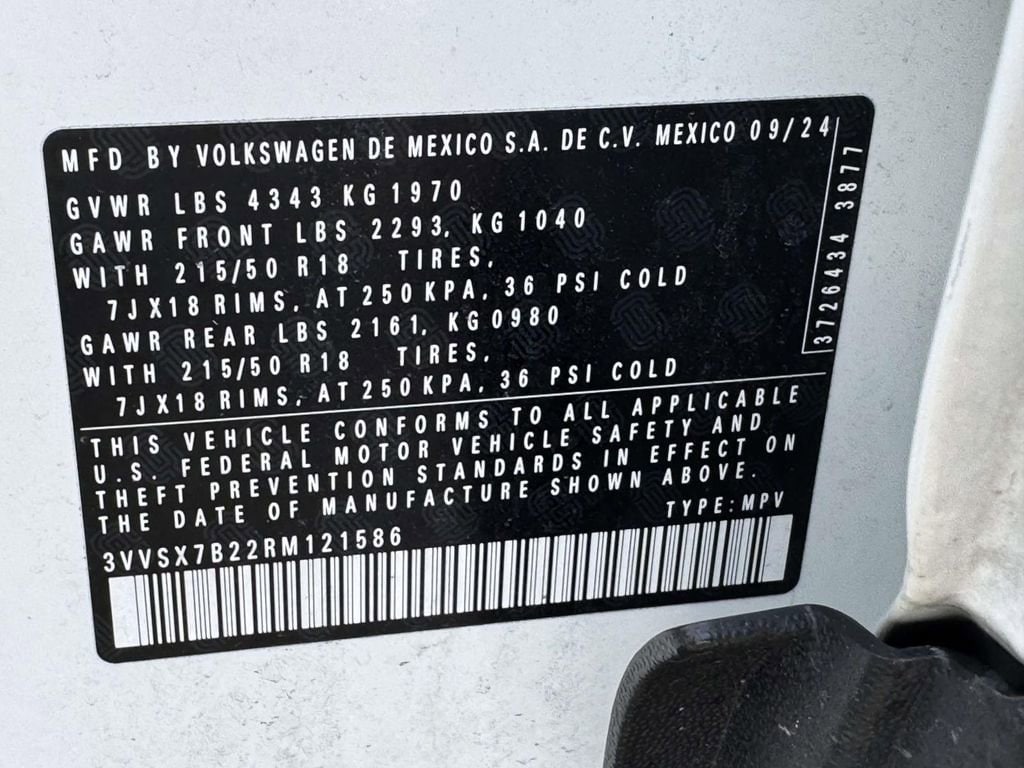 MFD BY VOLKSWAGEN DE MEXICO S.A. DE C.V. MEXICO 09/24
GVWR LBS 4343 KG 1970
GAWR FRONT LBS 2293, KG 1040
WITH 215/50 R18 TIRES,
7JX18 RIMS, AT 250 KPA, 36 PSI COLD
GAWR REAR LBS 2161, KG 0980
WITH 215/50 R18 TIRES,
7JX18 RIMS, AT 250 KPA, 36 PSI COLD
3726434 3877
THIS VEHICLE CONFORMS TO ALL APPLICABLE
U.S. FEDERAL MOTOR VEHICLE SAFETY AND
THEFT PREVENTION STANDARDS IN EFFECT ON
THE DATE OF MANUFACTURE SHOWN ABOVE.
TYPE: MPV
3VVSX7B22RM121586